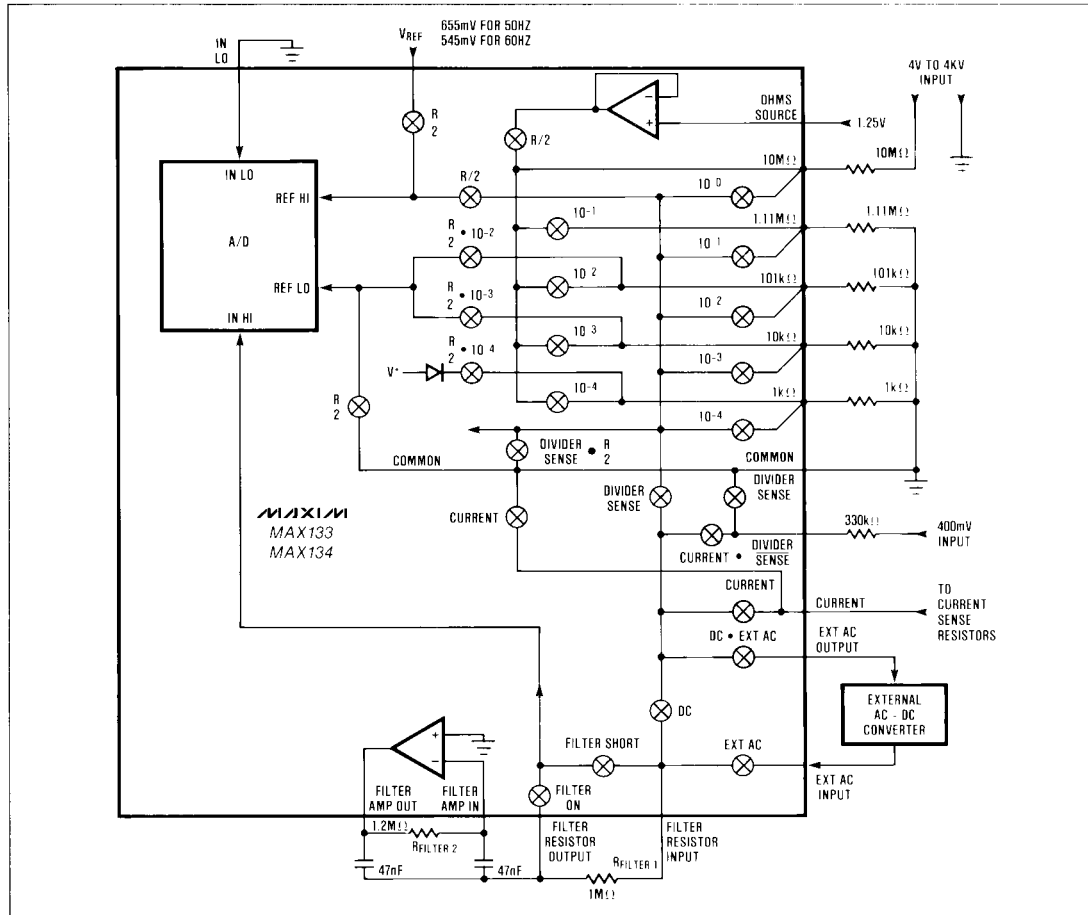 655mV FOR 50HZ
VREF 545mV FOR 60HZ
IN
LO
4V TO 4KV
INPUT
OHMS
SOURCE
1.25V
R
2
R/2
10MΩ
10MΩ
IN LO
REF HI
R/2
10 0
A/D
10-1
1.11MΩ
1.11MΩ
R
2 • 10-2
10 1
REF LO
10 2
101kΩ
101kΩ
IN HI
R
2 • 10-3
10 2
10 3
10kΩ
10kΩ
R
2 • 10 4
V+
10-3
10-4
1kΩ
1kΩ
R
2
10-4
DIVIDER
SENSE • R
2
COMMON
COMMON
DIVIDER
SENSE
DIVIDER
SENSE
MAXIM
MAX133
MAX134
CURRENT
330kΩ
400mV
INPUT
CURRENT • DIVIDER
SENSE
CURRENT
CURRENT
TO
CURRENT
SENSE
RESISTORS
DC • EXT AC
EXT AC
OUTPUT
EXTERNAL
AC - DC
CONVERTER
DC
FILTER SHORT
EXT AC
EXT AC
INPUT
FILTER
AMP OUT
FILTER
AMP IN
FILTER
ON
1.2MΩ
RFILTER 2
FILTER
RESISTOR
OUTPUT
FILTER
RESISTOR
INPUT
47nF
47nF
RFILTER 1
1MΩ